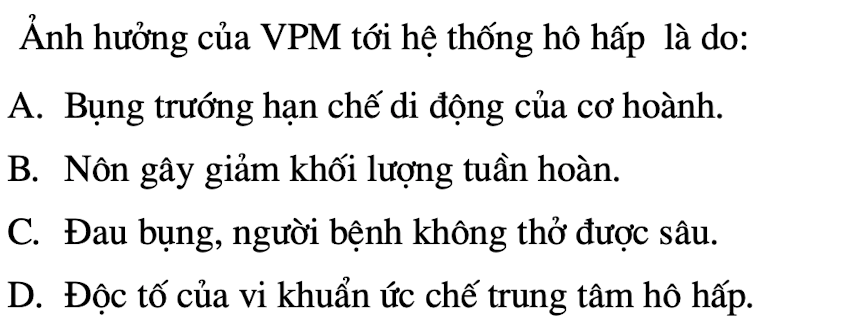 Ảnh hưởng của VPM tới hệ thống hô hấp là do:
A. Bụng trướng hạn chế di động của cơ hoành.
B. Nôn gây giảm khối lượng tuần hoàn.
C. Đau bụng, người bệnh không thở được sâu.
D. Độc tố của vi khuẩn ức chế trung tâm hô hấp.